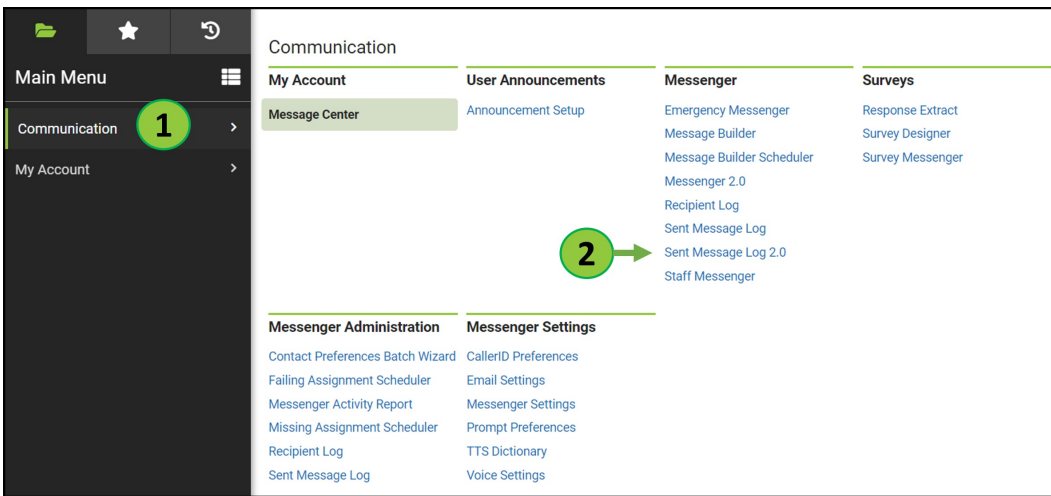 Main Menu
Communication
1
My Account
Communication
My Account
Message Center
User Announcements
Announcement Setup
Messenger
Emergency Messenger
Message Builder
Message Builder Scheduler
Messenger 2.0
Recipient Log
Sent Message Log
2
Sent Message Log 2.0
Staff Messenger
Surveys
Response Extract
Survey Designer
Survey Messenger
Messenger Administration
Contact Preferences Batch Wizard
Failing Assignment Scheduler
Messenger Activity Report
Missing Assignment Scheduler
Recipient Log
Sent Message Log
Messenger Settings
CallerID Preferences
Email Settings
Messenger Settings
Prompt Preferences
TTS Dictionary
Voice Settings